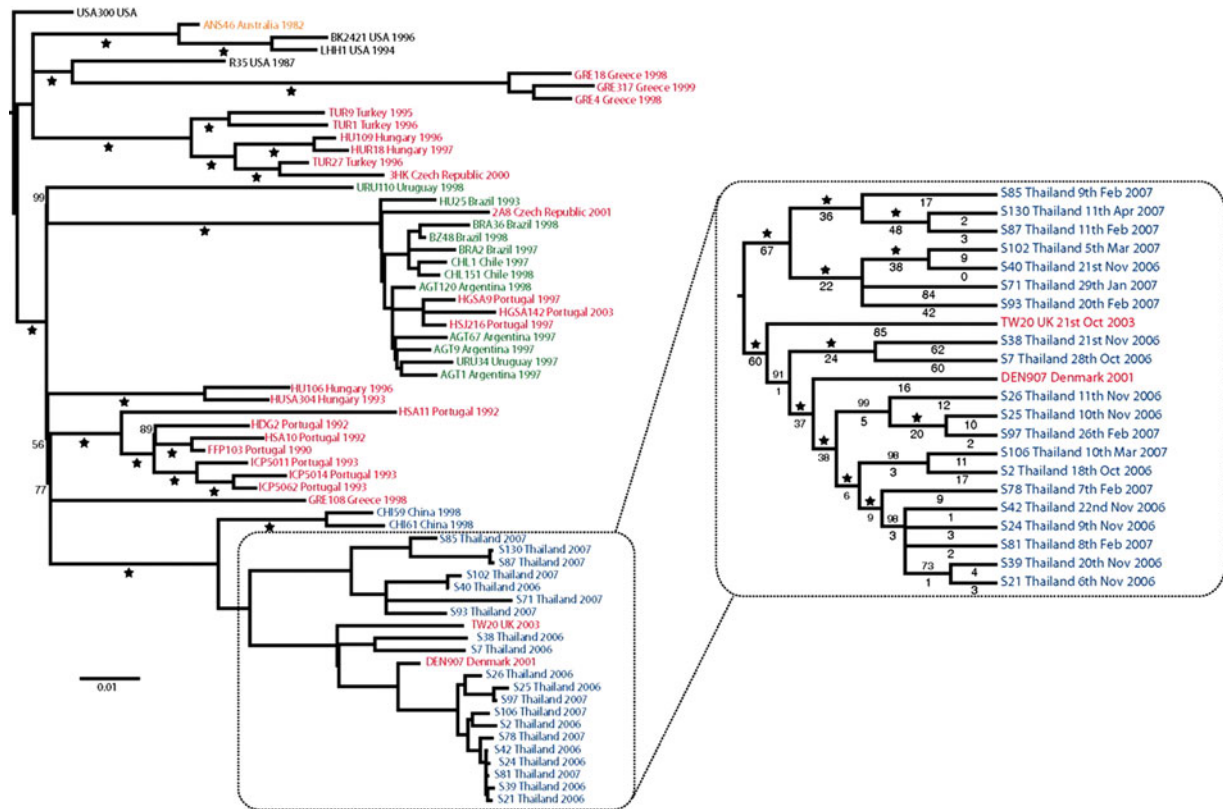 USA300 USA
ANS46 Australia 1982
BK2421 USA 1996
LHH1 USA 1994
R35 USA 1987
GRE18 Greece 1998
GRE317 Greece 1999
GRE4 Greece 1998
TUR9 Turkey 1995
TUR1 Turkey 1996
HU109 Hungary 1996
HUR18 Hungary 1997
TUR27 Turkey 1996
3HK Czech Republic 2000
99
URU110 Uruguay 1998
HU25 Brazil 1993
2A8 Czech Republic 2001
BRA36 Brazil 1998
BZ48 Brazil 1998
BRA2 Brazil 1997
CHL1 Chile 1997
CHL151 Chile 1998
AGT120 Argentina 1998
HGSA9 Portugal 1997
HGSA142 Portugal 2003
HSJ216 Portugal 1997
AGT67 Argentina 1997
AGT9 Argentina 1997
URU34 Uruguay 1997
AGT1 Argentina 1997
HU106 Hungary 1996
HUSA304 Hungary 1993
HSA11 Portugal 1992
HDG2 Portugal 1992
89
56
HSA10 Portugal 1992
FFP103 Portugal 1990
ICP5011 Portugal 1993
ICP5014 Portugal 1993
ICP5062 Portugal 1993
77
GRE108 Greece 1998
CHI59 China 1998
CHI61 China 1998
S85 Thailand 2007
S130 Thailand 2007
S87 Thailand 2007
S102 Thailand 2007
S40 Thailand 2006
S71 Thailand 2007
S93 Thailand 2007
TW20 UK 2003
S38 Thailand 2006
S7 Thailand 2006
DEN907 Denmark 2001
S26 Thailand 2006
S25 Thailand 2006
S97 Thailand 2007
S106 Thailand 2007
S2 Thailand 2006
S78 Thailand 2007
S42 Thailand 2006
S24 Thailand 2006
S81 Thailand 2007
S39 Thailand 2006
S21 Thailand 2006
0.01
S85 Thailand 9th Feb 2007
17
36
S130 Thailand 11th Apr 2007
2
48
S87 Thailand 11th Feb 2007
3
67
S102 Thailand 5th Mar 2007
9
38
S40 Thailand 21st Nov 2006
0
22
S71 Thailand 29th Jan 2007
84
S93 Thailand 20th Feb 2007
42
TW20 UK 21st Oct 2003
85
60
S38 Thailand 21st Nov 2006
62
24
S7 Thailand 28th Oct 2006
60
91
1
DEN907 Denmark 2001
16
37
S26 Thailand 11th Nov 2006
12
99
5
S25 Thailand 10th Nov 2006
10
20
S97 Thailand 26th Feb 2007
2
38
S106 Thailand 10th Mar 2007
11
98
3
S2 Thailand 18th Oct 2006
17
6
S78 Thailand 7th Feb 2007
9
9
S42 Thailand 22nd Nov 2006
1
98
3
S24 Thailand 9th Nov 2006
3
S81 Thailand 8th Feb 2007
2
S39 Thailand 20th Nov 2006
4
73
1
S21 Thailand 6th Nov 2006
3